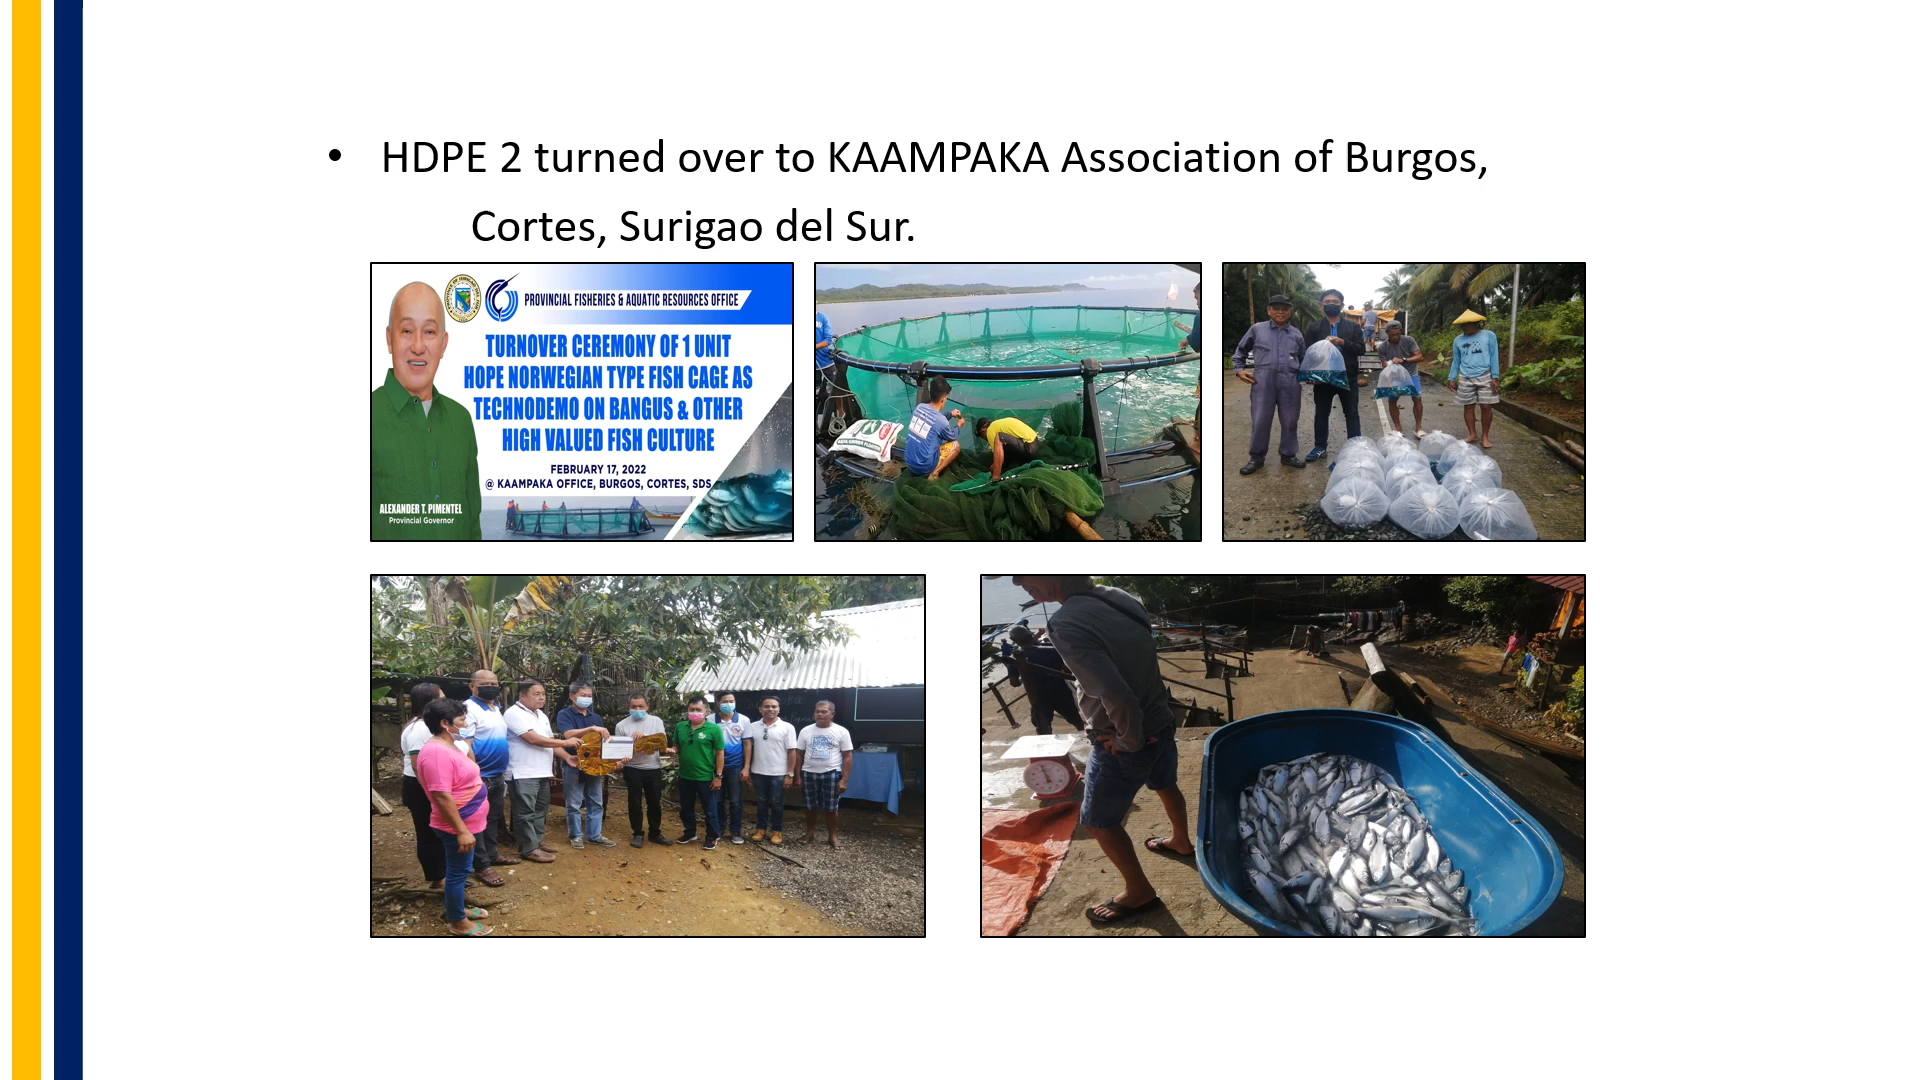 • HDPE 2 turned over to KAAMPAKA Association of Burgos,
Cortes, Surigao del Sur.
PROVINCIAL FISHERIES & AQUATIC RESOURCES OFFICE
TURNOVER CEREMONY OF 1 UNIT
HOPE NORWEGIAN TYPE FISH CAGE AS
TECHNODEMO ON BANGUS & OTHER
HIGH VALUED FISH CULTURE
FEBRUARY 17, 2022
@ KAAMPAKA OFFICE, BURGOS, CORTES, SDS
ALEXANDER T. PIMENTEL
Provincial Governor